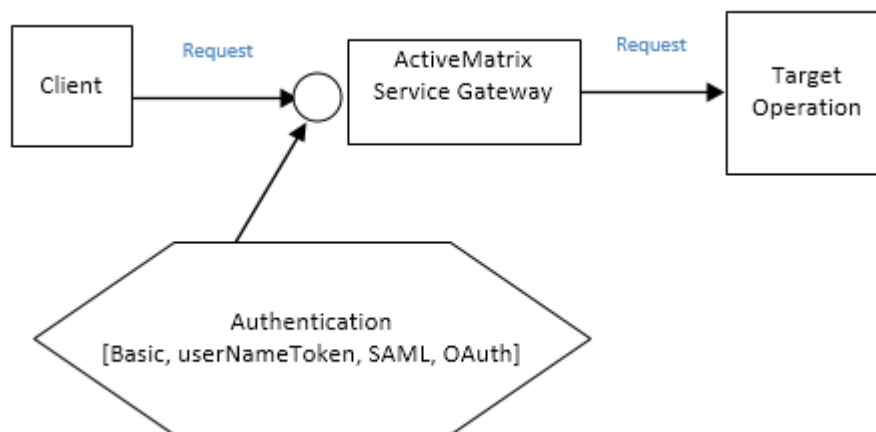 Request
Request
Client
ActiveMatrix
Service Gateway
Target
Operation
Authentication
[Basic, userNameToken, SAML, OAuth]